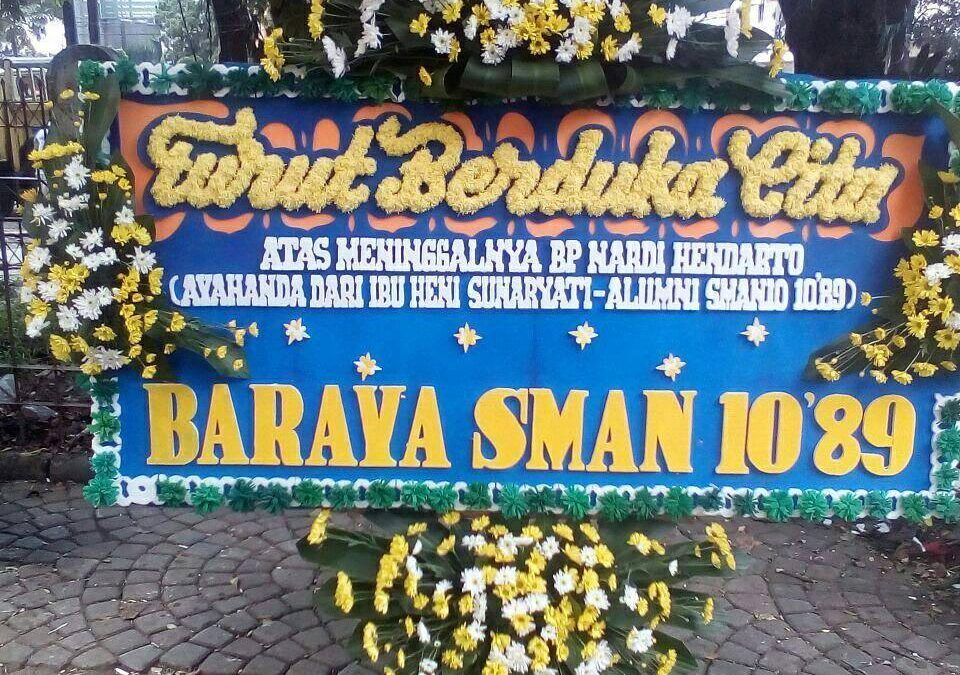 Turut Berduka Cita
ATAS MENINGGALNYA BP NARDI HENDARTO
(AYAHANDA DARI IBU HENI SUNARYATI-ALUMNI SMAN10 10'89)
BARAYA SMAN 10'89